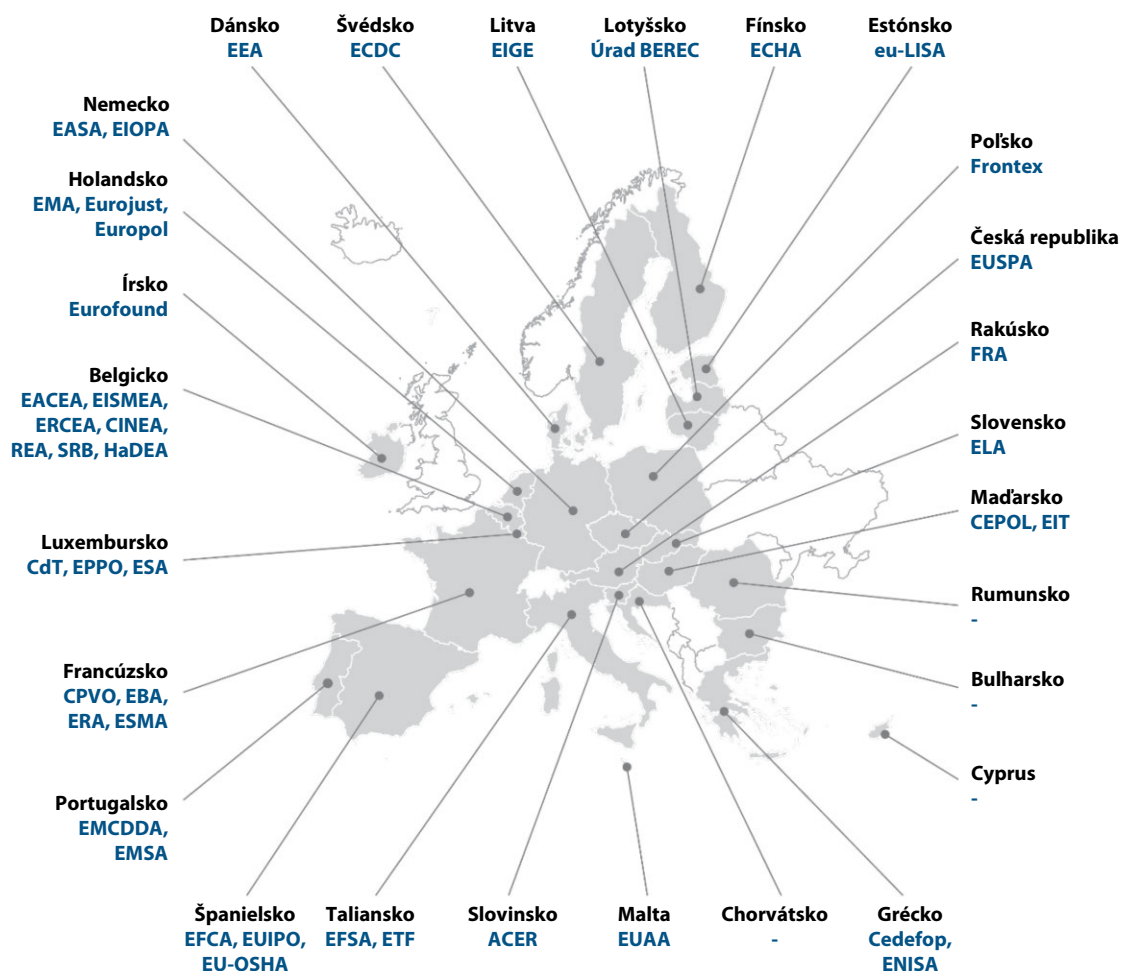 Dánsko
EEA
Švédsko
ECDC
Litva
EIGE
Lotyšsko
Úrad BEREC
Fínsko
ECHA
Estónsko
eu-LISA
Nemecko
EASA, EIOPA
Holandsko
EMA, Eurojust,
Europol
Írsko
Eurofound
Belgicko
EACEA, EISMEA,
ERCEA, CINEA,
REA, SRB, HaDEA
Luxembursko
CdT, EPPO, ESA
Francúzsko
CPVO, EBA,
ERA, ESMA
Portugalsko
EMCDDA,
EMSA
Poľsko
Frontex
Česká republika
EUSPA
Rakúsko
FRA
Slovensko
ELA
Maďarsko
CEPOL, EIT
Rumunsko
-
Bulharsko
-
Cyprus
-
Španielsko
EFCA, EUIPO,
EU-OSHA
Taliansko
EFSA, ETF
Slovinsko
ACER
Malta
EUAA
Chorvátsko
-
Grécko
Cedefop,
ENISA